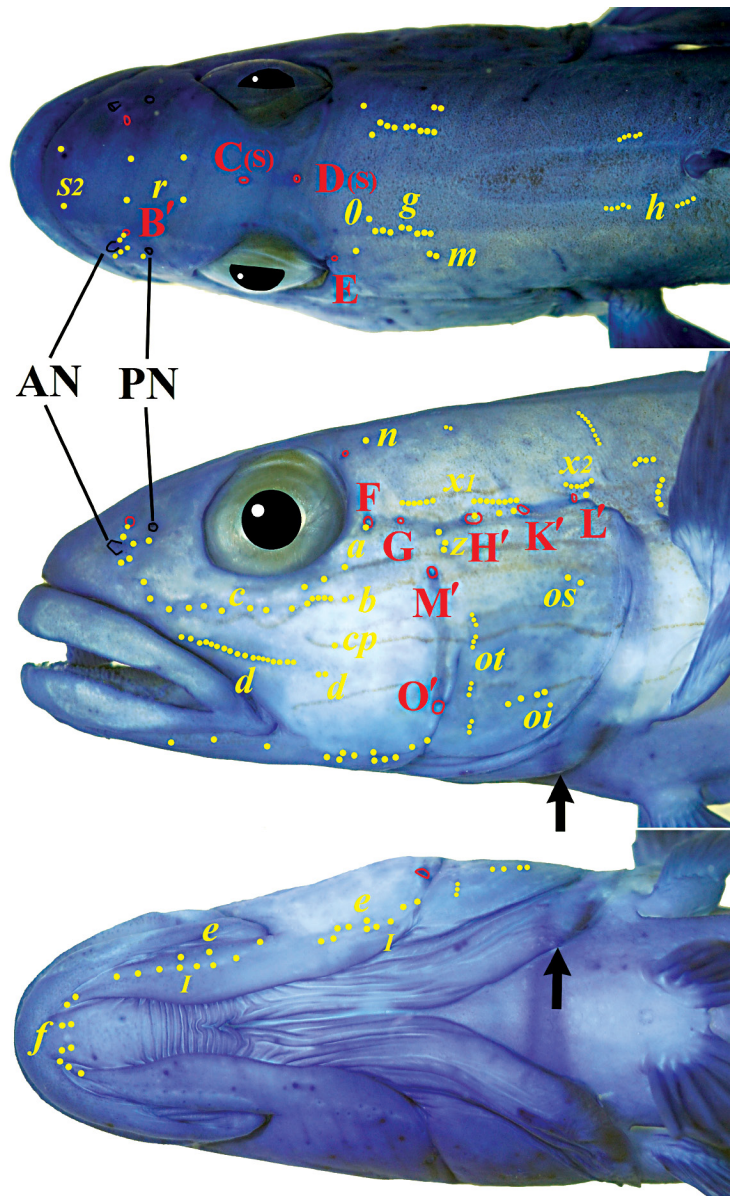 C(S)
D(S)
S2
r
B′
0
g
h
m
E
AN PN
n
x1
x2
F
a
G
z
H′
K′
L′
c
b
M′
os
cp
ot
d
d
O′
oi
e
e
I
I
f